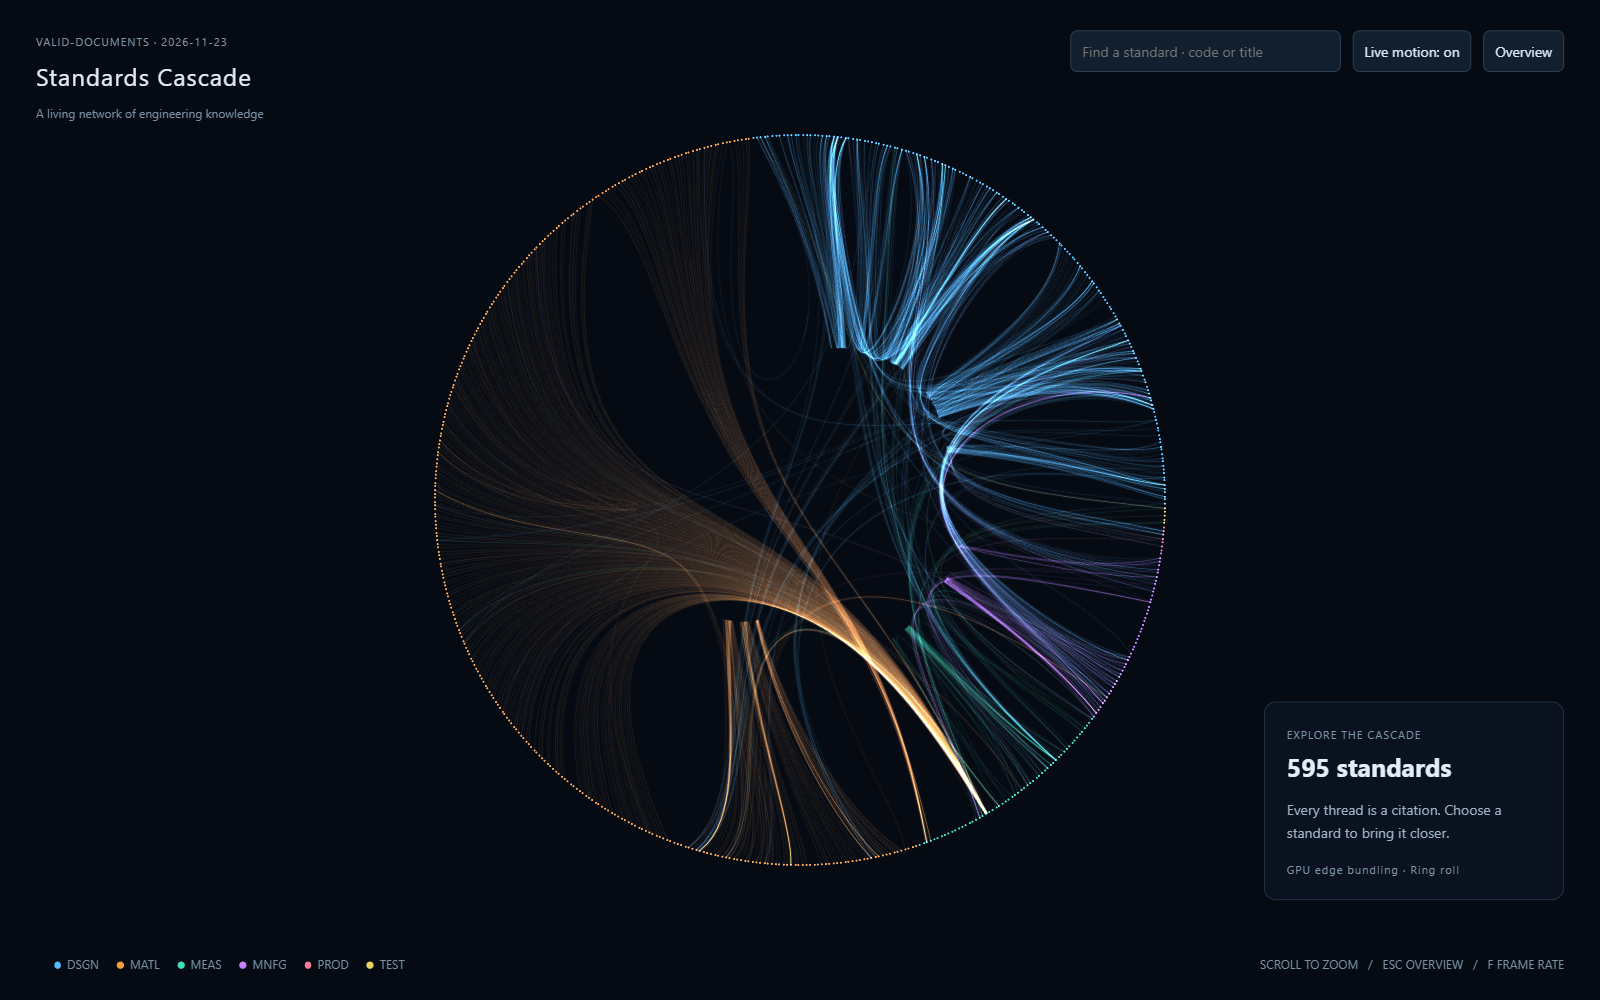 VALID-DOCUMENTS · 2026-11-23
Standards Cascade
A living network of engineering knowledge
Find a standard · code or title
Live motion: on
Overview
EXPLORE THE CASCADE
595 standards
Every thread is a citation. Choose a
standard to bring it closer.
GPU edge bundling · Ring roll
DSGN MATL MEAS MNFG PROD TEST
SCROLL TO ZOOM / ESC OVERVIEW / F FRAME RATE